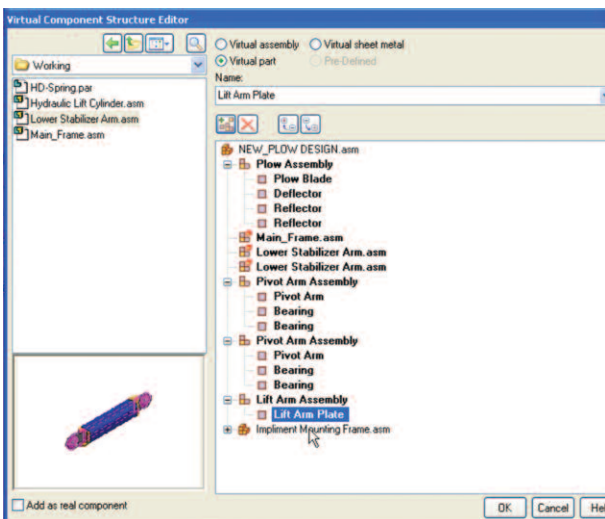 Virtual Component Structure Editor
Working
HD-Spring.par
Hydraulic Lift Cylinder.asm
Lower Stabilizer Arm.asm
Main_Frame.asm
Virtual assembly
Virtual sheet metal
Virtual part
Pre-Defined
Name:
Lift Arm Plate
NEW_PLOW DESIGN.asm
Plow Assembly
Plow Blade
Deflector
Reflector
Reflector
Main_Frame.asm
Lower Stabilizer Arm.asm
Lower Stabilizer Arm.asm
Pivot Arm Assembly
Pivot Arm
Bearing
Bearing
Pivot Arm Assembly
Pivot Arm
Bearing
Bearing
Lift Arm Assembly
Lift Arm Plate
Impliment Mounting Frame.asm
Add as real component
OK
Cancel
Hel